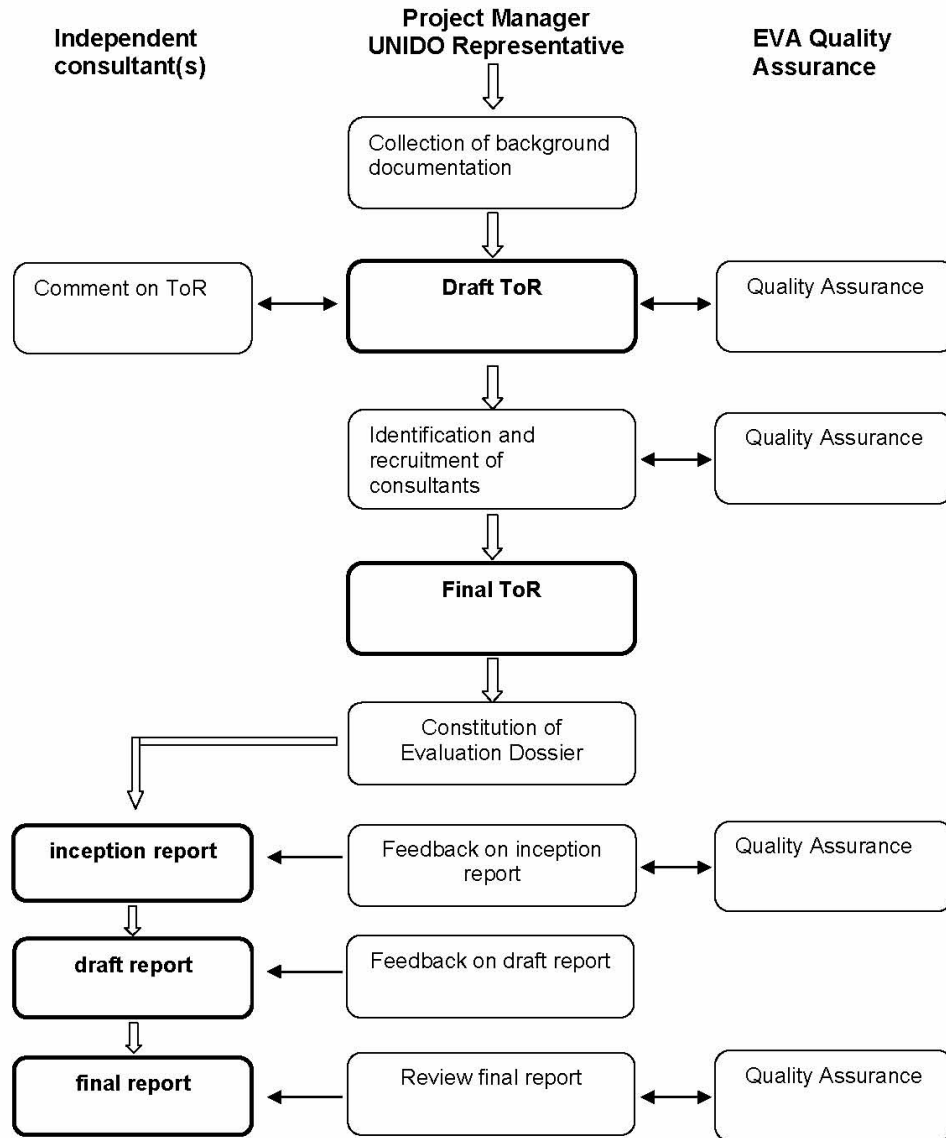 Independent
consultant(s)
Project Manager
UNIDO Representative
EVA Quality
Assurance
Collection of background
documentation
Comment on ToR
Draft ToR
Quality Assurance
Identification and
recruitment of
consultants
Quality Assurance
Final ToR
Constitution of
Evaluation Dossier
inception report
Feedback on inception
report
Quality Assurance
draft report
Feedback on draft report
final report
Review final report
Quality Assurance